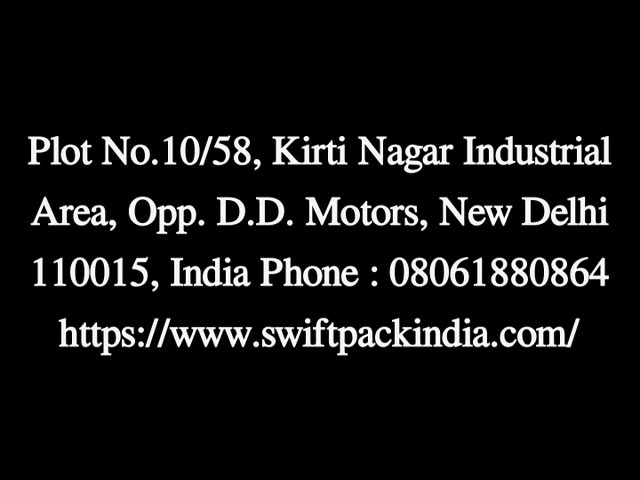 Plot No.10/58, Kirti Nagar Industrial
Area, Opp. D.D. Motors, New Delhi
110015, India Phone : 08061880864
https://www.swiftpackindia.com/